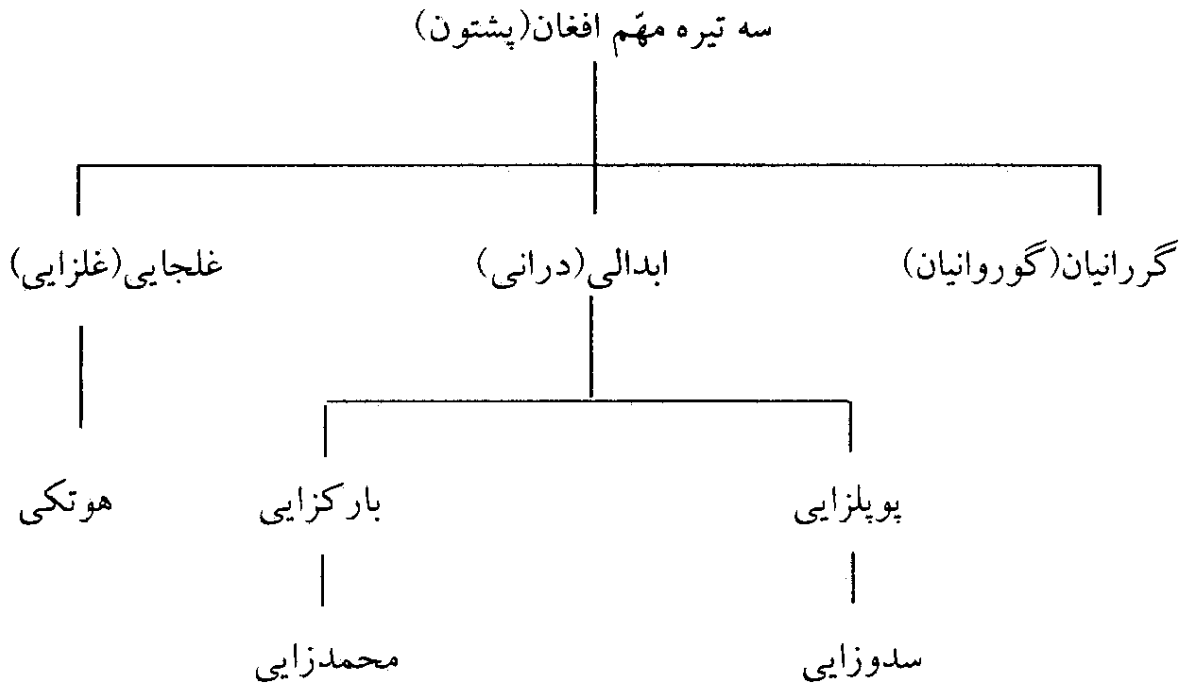 سه تیره مهّم افغان(پشتون)
گررانیان(گوروانیان) ابدالی(درانی) غلجایی(غلزایی)
پوپلزایی بارکزایی هوتکی
سدوزایی محمدزایی